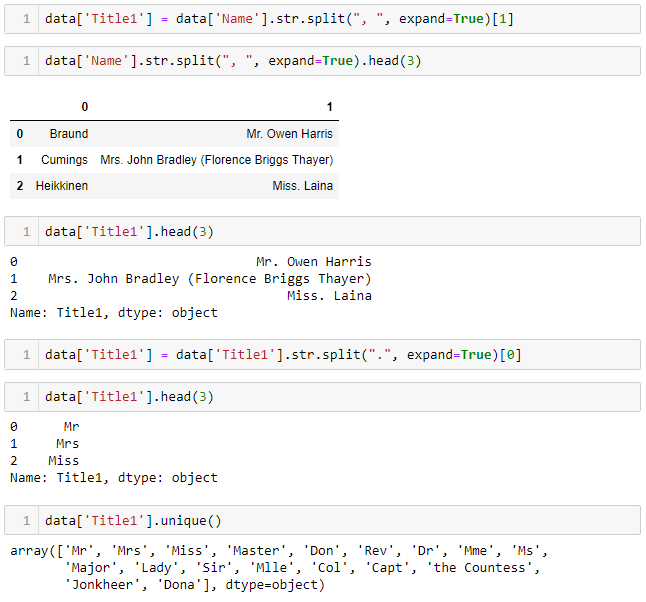 1 data['Title1'] = data['Name'].str.split(", ", expand=True)[1]
1 data['Name'].str.split(", ", expand=True).head(3)
0 1
0 Braund Mr. Owen Harris
1 Cumings Mrs. John Bradley (Florence Briggs Thayer)
2 Heikkinen Miss. Laina
1 data['Title1'].head(3)
0 Mr. Owen Harris
1 Mrs. John Bradley (Florence Briggs Thayer)
2 Miss. Laina
Name: Title1, dtype: object
1 data['Title1'] = data['Title1'].str.split(".", expand=True)[0]
1 data['Title1'].head(3)
0 Mr
1 Mrs
2 Miss
Name: Title1, dtype: object
1 data['Title1'].unique()
array(['Mr', 'Mrs', 'Miss', 'Master', 'Don', 'Rev', 'Dr', 'Mme', 'Ms',
'Major', 'Lady', 'Sir', 'Mlle', 'Col', 'Capt', 'the Countess',
'Jonkheer', 'Dona'], dtype=object)